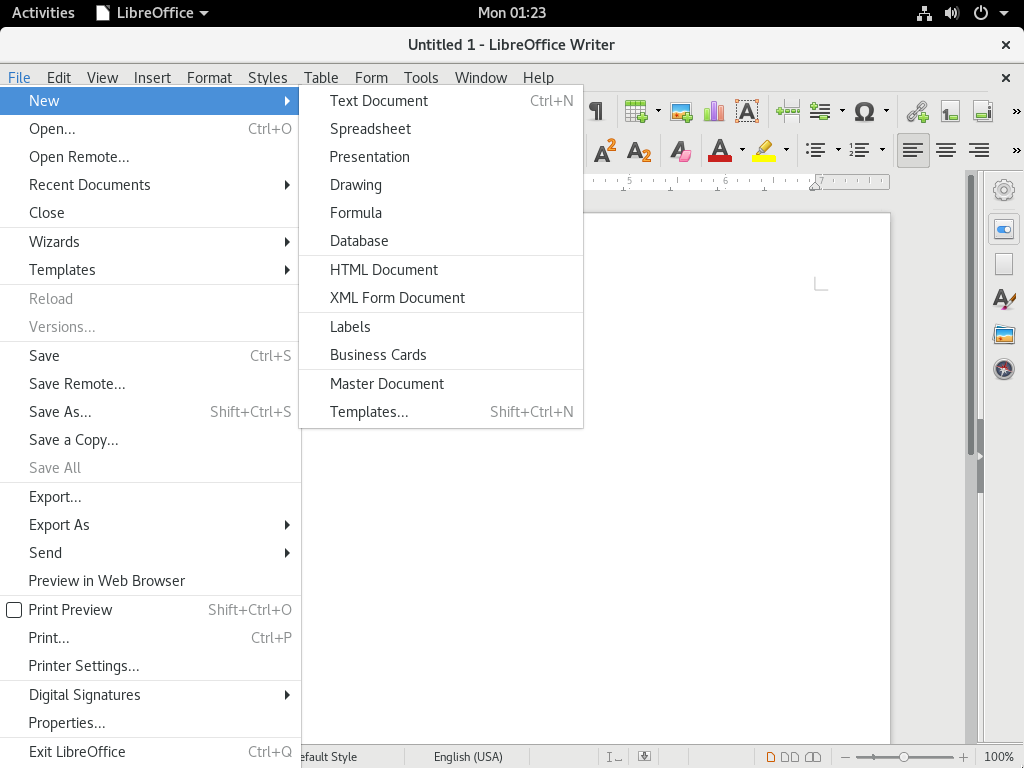 Activities LibreOffice Mon 01:23
Untitled 1 - LibreOffice Writer
File Edit View Insert Format Styles Table Form Tools Window Help
New
Open... Ctrl+O
Open Remote...
Recent Documents
Close
Wizards
Templates
Reload
Versions...
Save Ctrl+S
Save Remote...
Save As... Shift+Ctrl+S
Save a Copy...
Save All
Export...
Export As
Send
Preview in Web Browser
Print Preview Shift+Ctrl+O
Print... Ctrl+P
Printer Settings...
Digital Signatures
Properties...
Exit LibreOffice Ctrl+Q
Text Document Ctrl+N
Spreadsheet
Presentation
Drawing
Formula
Database
HTML Document
XML Form Document
Labels
Business Cards
Master Document
Templates... Shift+Ctrl+N
5 6 7
efault Style English (USA) 100%